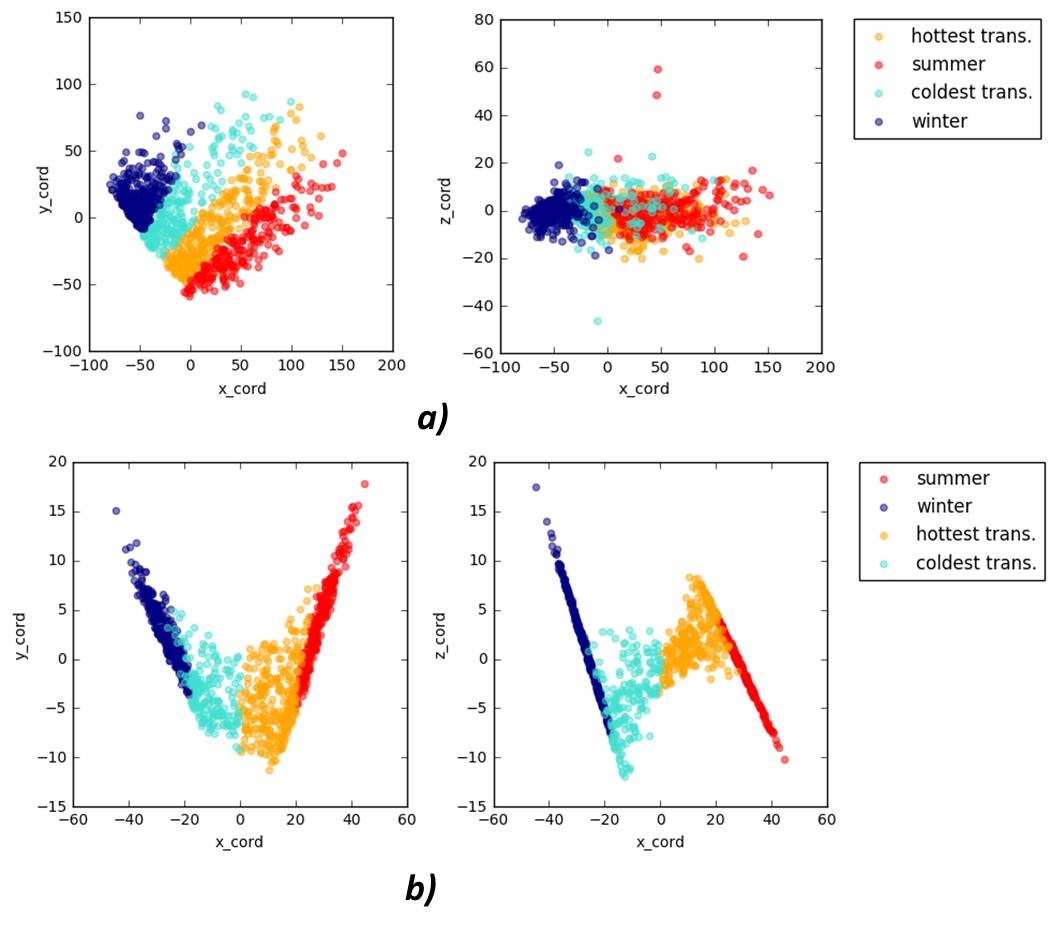 150
100
50
0
−50
−100
−100 −50 0 50 100 150 200
x_cord
y_cord
80
60
40
20
0
−20
−40
−60
−100 −50 0 50 100 150 200
x_cord
z_cord
hottest trans.
summer
coldest trans.
winter
a)
20
15
10
5
0
−5
−10
−15
−60 −40 −20 0 20 40 60
x_cord
y_cord
20
15
10
5
0
−5
−10
−15
−60 −40 −20 0 20 40 60
x_cord
z_cord
summer
winter
hottest trans.
coldest trans.
b)